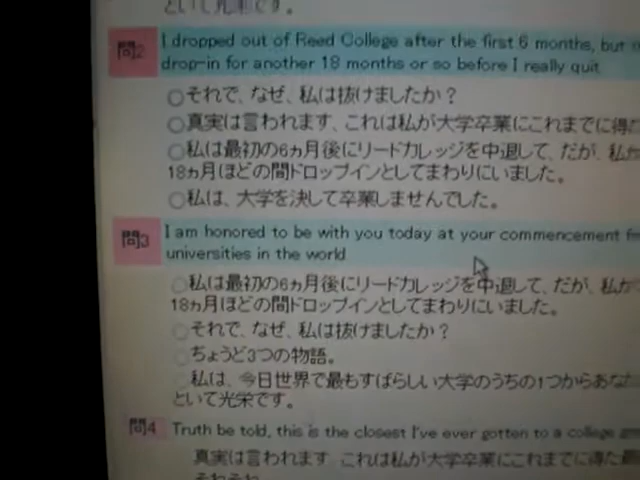 といて光栄です。
問2
I dropped out of Reed College after the first 6 months, but
drop-in for another 18 months or so before I really quit
それで、なぜ、私は抜けましたか？
真実は言われます、これは私が大学卒業にこれまでに得た
私は最初の6ヵ月後にリードカレッジを中退して、だが、私が
18ヵ月ほどの間ドロップインとしてまわりにいました。
私は、大学を決して卒業しませんでした。
問3
I am honored to be with you today at your commencement
universities in the world
私は最初の6ヵ月後にリードカレッジを中退して、だが、私が
18ヵ月ほどの間ドロップインとしてまわりにいました。
それで、なぜ、私は抜けましたか？
ちょうど3つの物語。
私は、今日世界で最もすばらしい大学のうちの1つからあなた
といて光栄です。
問4
Truth be told, this is the closest I've ever gotten to a college
真実は言われます これは私が大学卒業にこれまでに得た